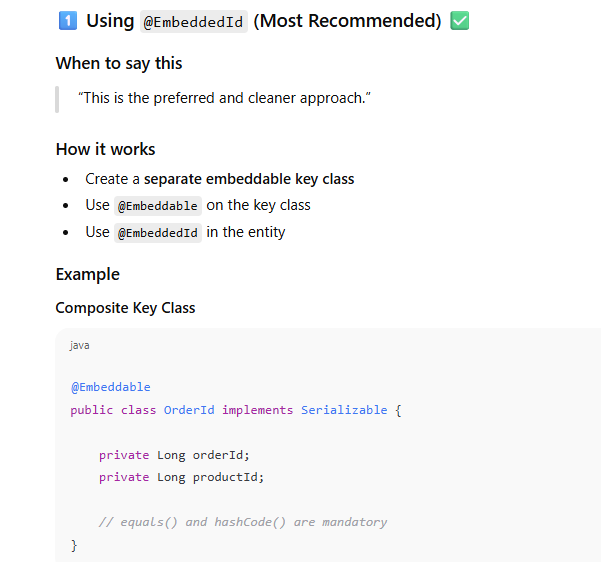 1 Using @EmbeddedId (Most Recommended) ✅
When to say this
“This is the preferred and cleaner approach.”
How it works
• Create a separate embeddable key class
• Use @Embeddable on the key class
• Use @EmbeddedId in the entity
Example
Composite Key Class
java
@Embeddable
public class OrderId implements Serializable {
private Long orderId;
private Long productId;
// equals() and hashCode() are mandatory
}